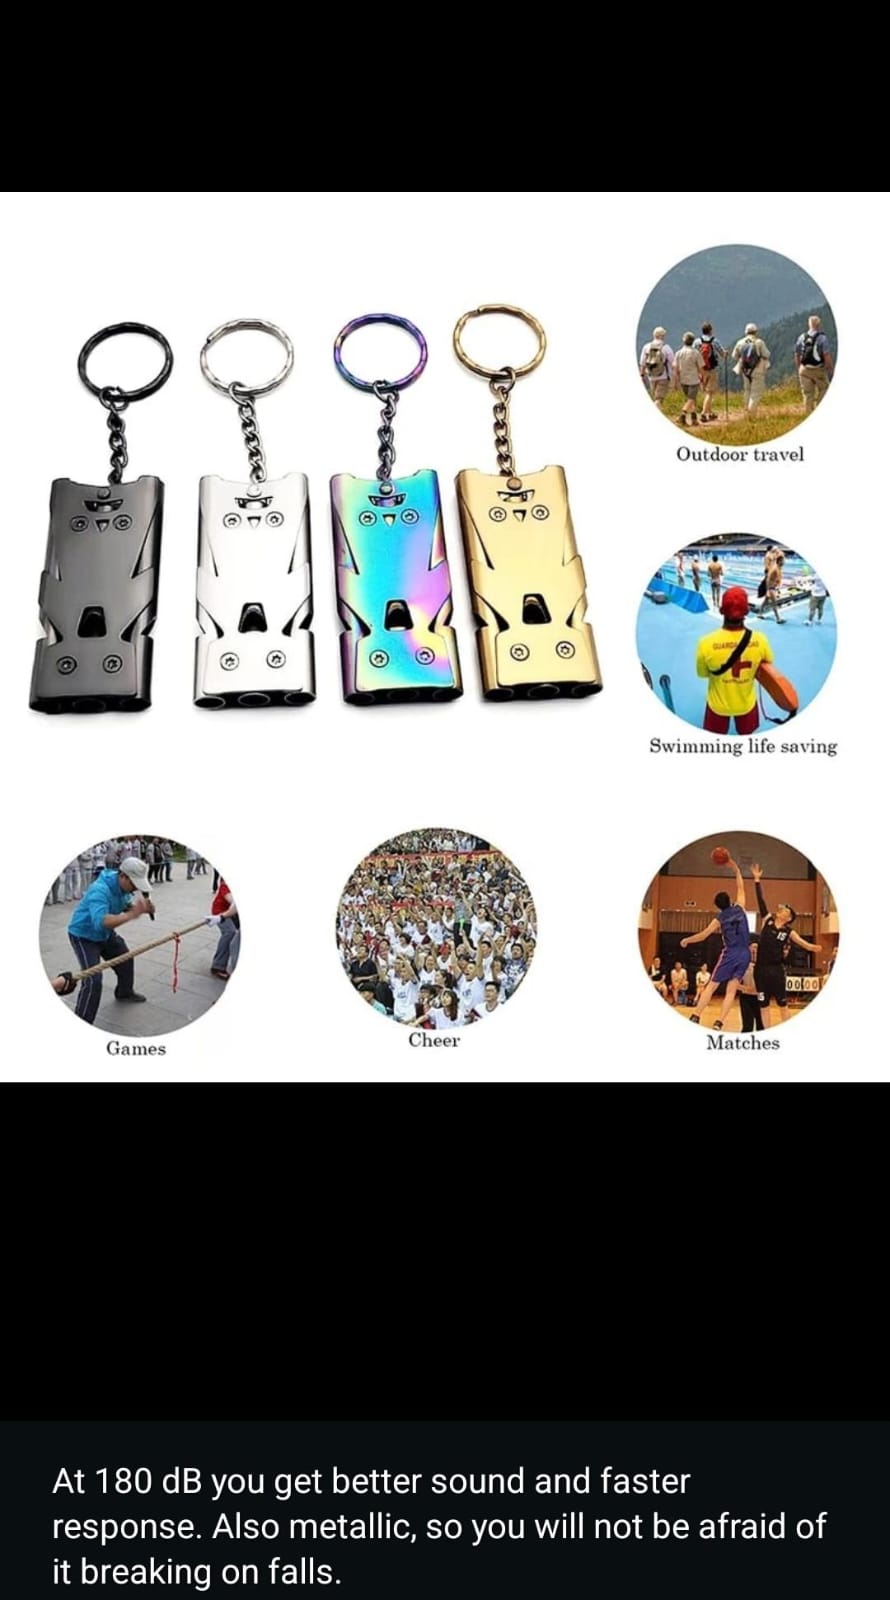 Outdoor travel
Swimming life saving
Games
Cheer
Matches
At 180 dB you get better sound and faster
response. Also metallic, so you will not be afraid of
it breaking on falls.